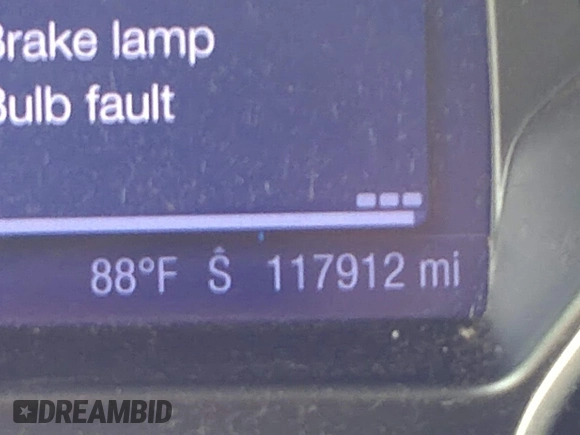 Brake lamp
Bulb fault
88°F Ŝ 117912 mi
DREAMBID